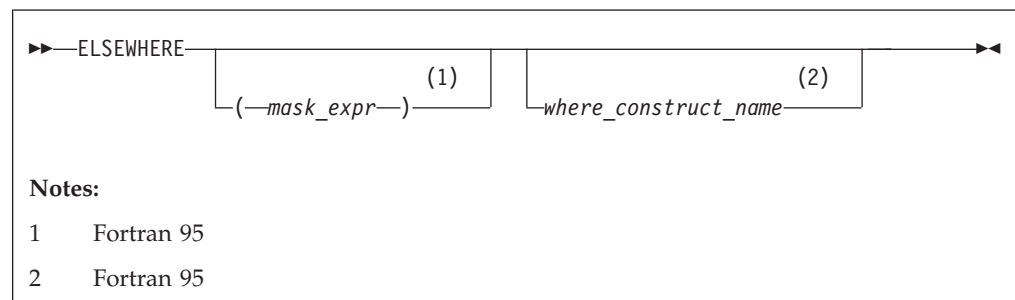 ►►—ELSEWHERE
(1) (2)
(—mask_expr—) where_construct_name
Notes:
1 Fortran 95
2 Fortran 95